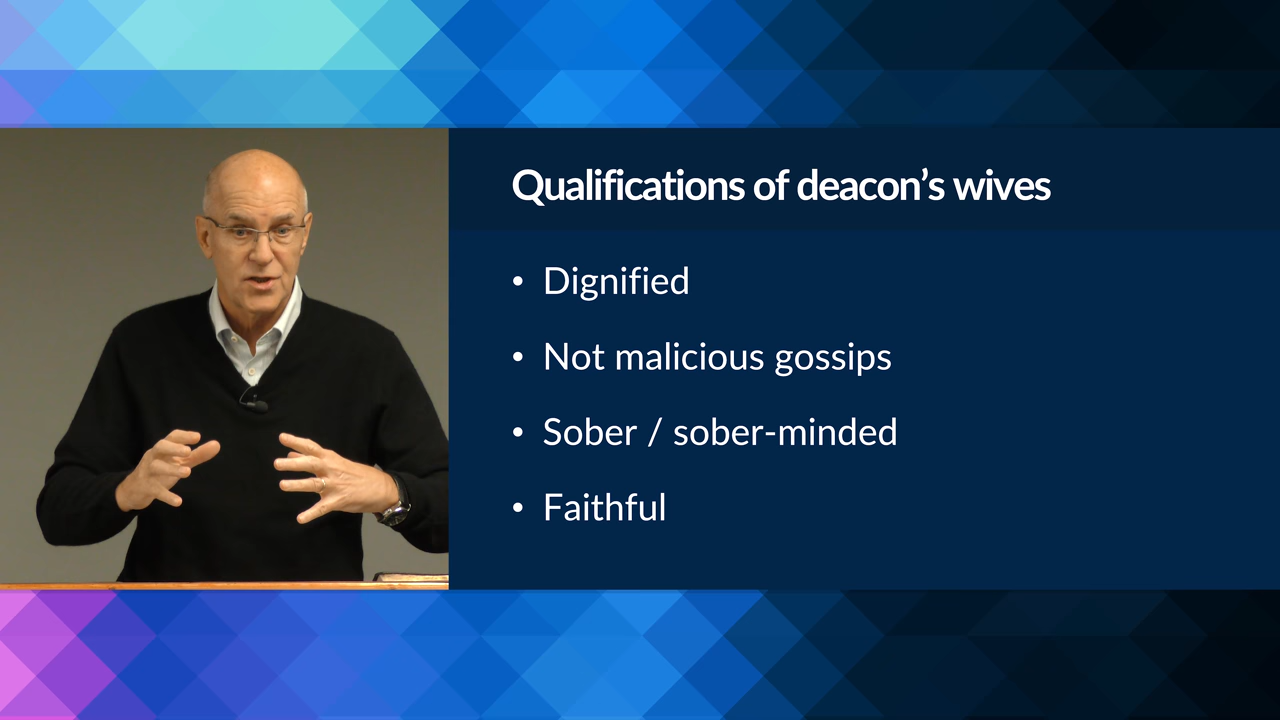 Qualifications of deacon’s wives
• Dignified
• Not malicious gossips
• Sober / sober-minded
• Faithful